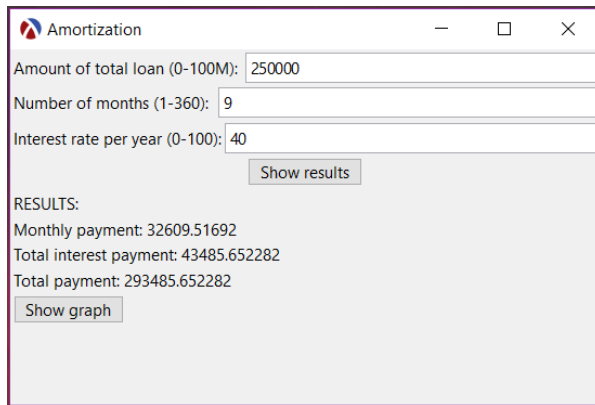 Amortization
Amount of total loan (0-100M): 250000
Number of months (1-360): 9
Interest rate per year (0-100): 40
Show results
RESULTS:
Monthly payment: 32609.51692
Total interest payment: 43485.652282
Total payment: 293485.652282
Show graph